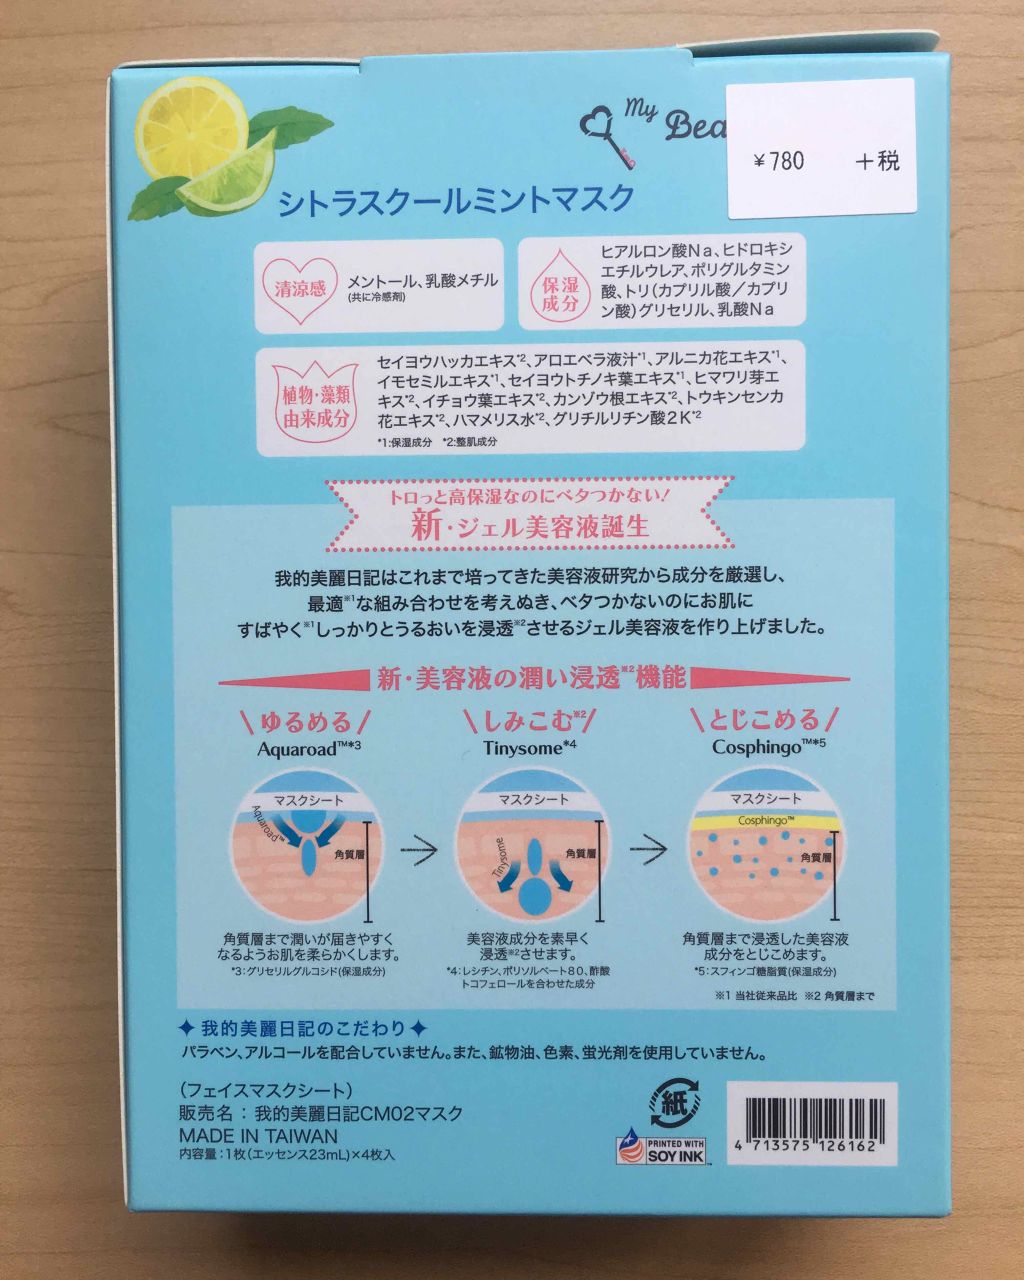 My
Bea
¥780 +税
シトラスクールミントマスク
清涼感
メントール、乳酸メチル
(共に冷感剤)
保湿
成分
ヒアルロン酸Na、ヒドロキシ
エチルウレア、ポリグルタミン
酸、トリ(カプリル酸/カプリ
ン酸)グリセリル、乳酸Na
植物・藻類
由来成分
セイヨウハッカエキス*2、アロエベラ液汁*1、アルニカ花エキス*1、
イモセミルエキス*1、セイヨウトチノキ葉エキス*1、ヒマワリ芽エ
キス*2、イチョウ葉エキス*2、カンゾウ根エキス*2、トウキンセンカ
花エキス*2、ハマメリス水*2、グリチルリチン酸2K*2
*1:保湿成分 *2:整肌成分
トロっと高保湿なのにベタつかない!
新・ジェル美容液誕生
我的美麗日記はこれまで培ってきた美容液研究から成分を厳選し、
最適※1な組み合わせを考えぬき、ベタつかないのにお肌に
すばやく※1しっかりとうるおいを浸透※2させるジェル美容液を作り上げました。
新・美容液の潤い浸透※2機能
\ゆるめる/
Aquaroad™*3
マスクシート
Aquaroad™
角質層
角質層まで潤いが届きやすく
なるようお肌を柔らかくします。
*3:グリセリルグルコシド(保湿成分)
\しみこむ※2/
Tinysome*4
マスクシート
Tinysome
角質層
美容液成分を素早く
浸透※2させます。
*4:レシチン、ポリソルベート80、酢酸
トコフェロールを合わせた成分
\とじこめる/
Cosphingo™*5
マスクシート
Cosphingo™
角質層
角質層まで浸透した美容液
成分をとじこめます。
*5:スフィンゴ糖脂質(保湿成分)
※1 当社従来品比 ※2 角質層まで
✦我的美麗日記のこだわり✦
パラベン、アルコールを配合していません。また、鉱物油、色素、蛍光剤を使用していません。
(フェイスマスクシート)
販売名:我的美麗日記CM02マスク
MADE IN TAIWAN
内容量:1枚(エッセンス23mL)×4枚入
紙
PRINTED WITH
SOY INK™
4 713575 126162